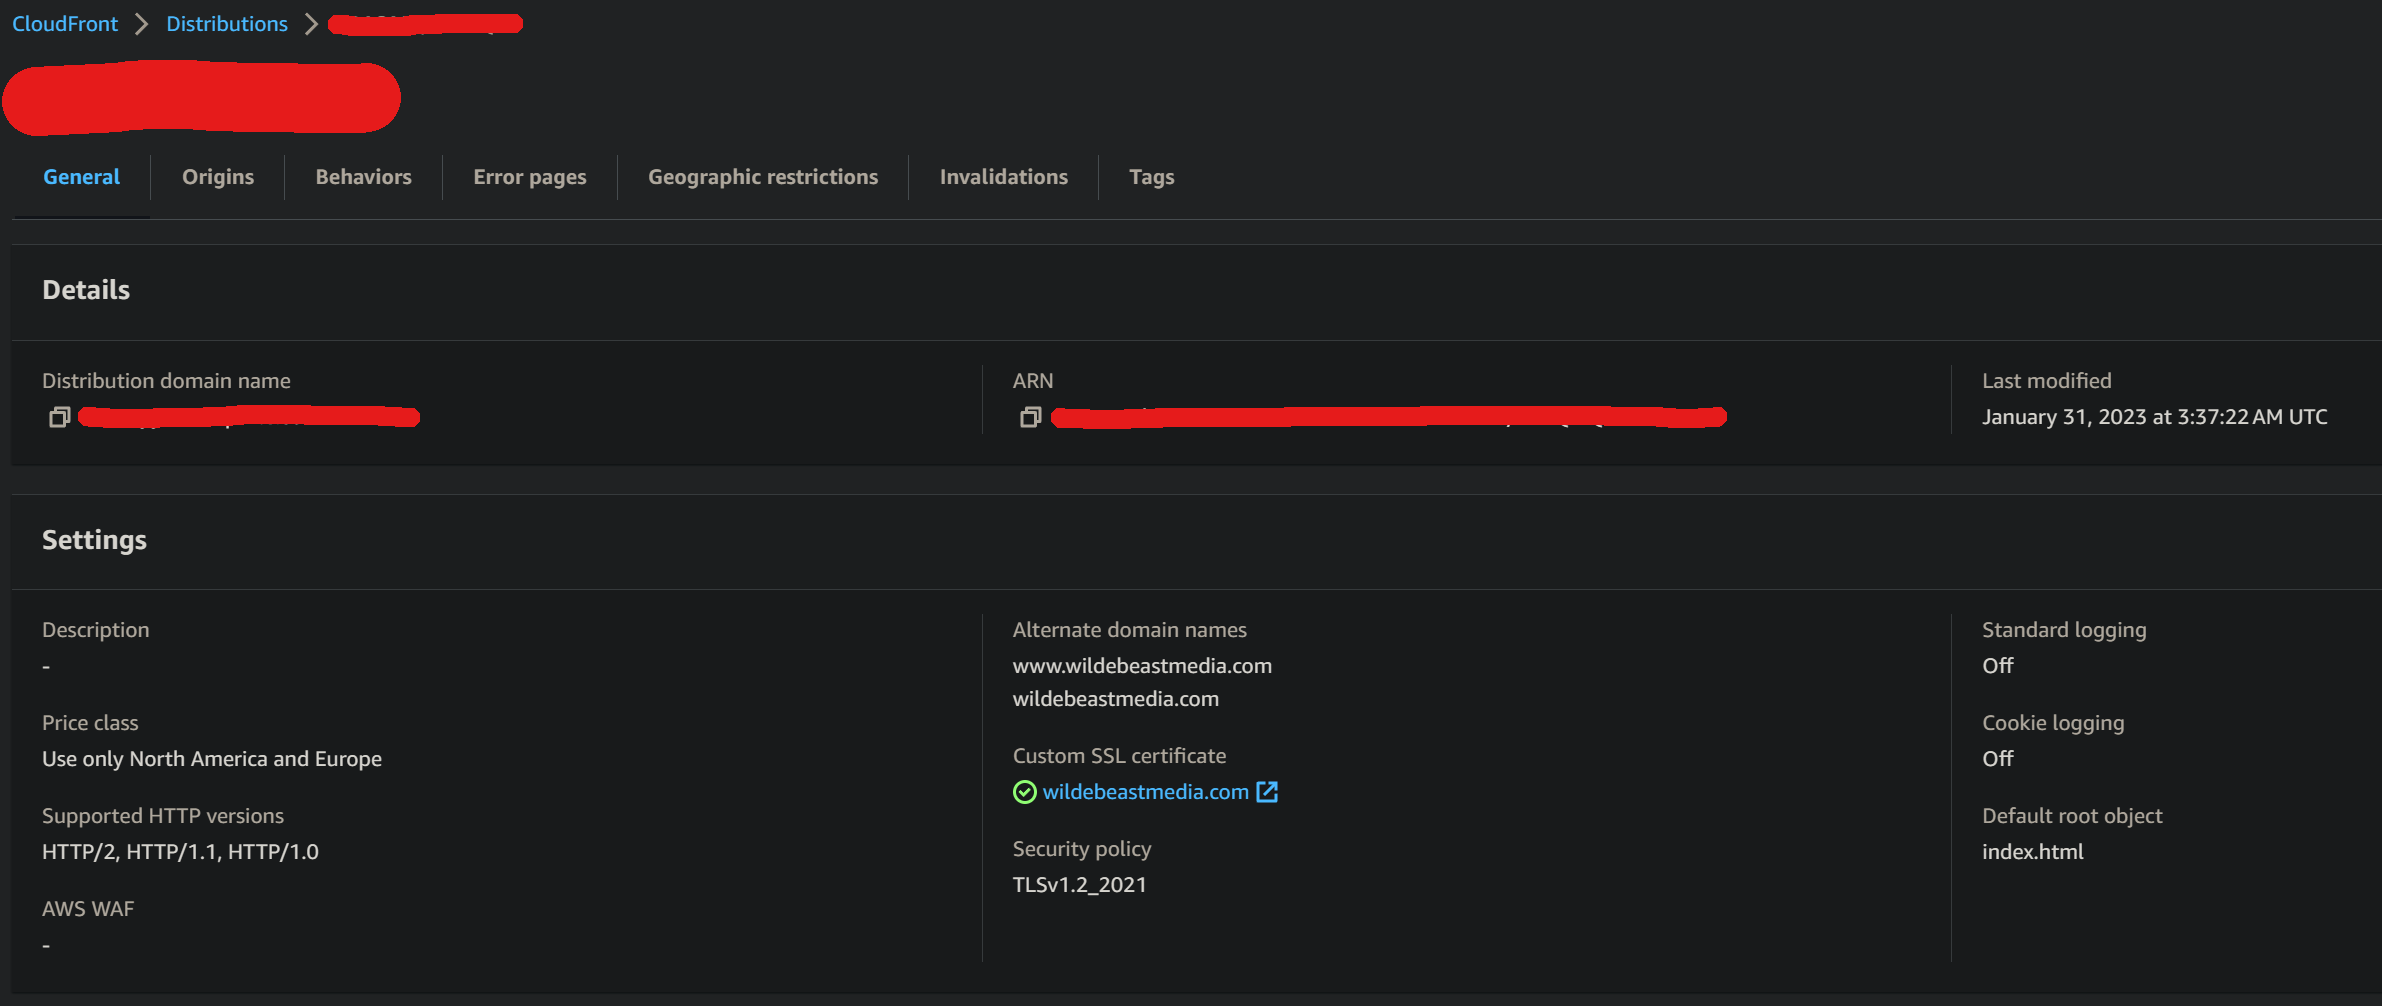 CloudFront > Distributions >
General Origins Behaviors Error pages Geographic restrictions Invalidations Tags
Details
Distribution domain name
ARN
Last modified
January 31, 2023 at 3:37:22 AM UTC
Settings
Description
-
Price class
Use only North America and Europe
Supported HTTP versions
HTTP/2, HTTP/1.1, HTTP/1.0
AWS WAF
-
Alternate domain names
www.wildebeastmedia.com
wildebeastmedia.com
Custom SSL certificate
wildebeastmedia.com
Security policy
TLSv1.2_2021
Standard logging
Off
Cookie logging
Off
Default root object
index.html